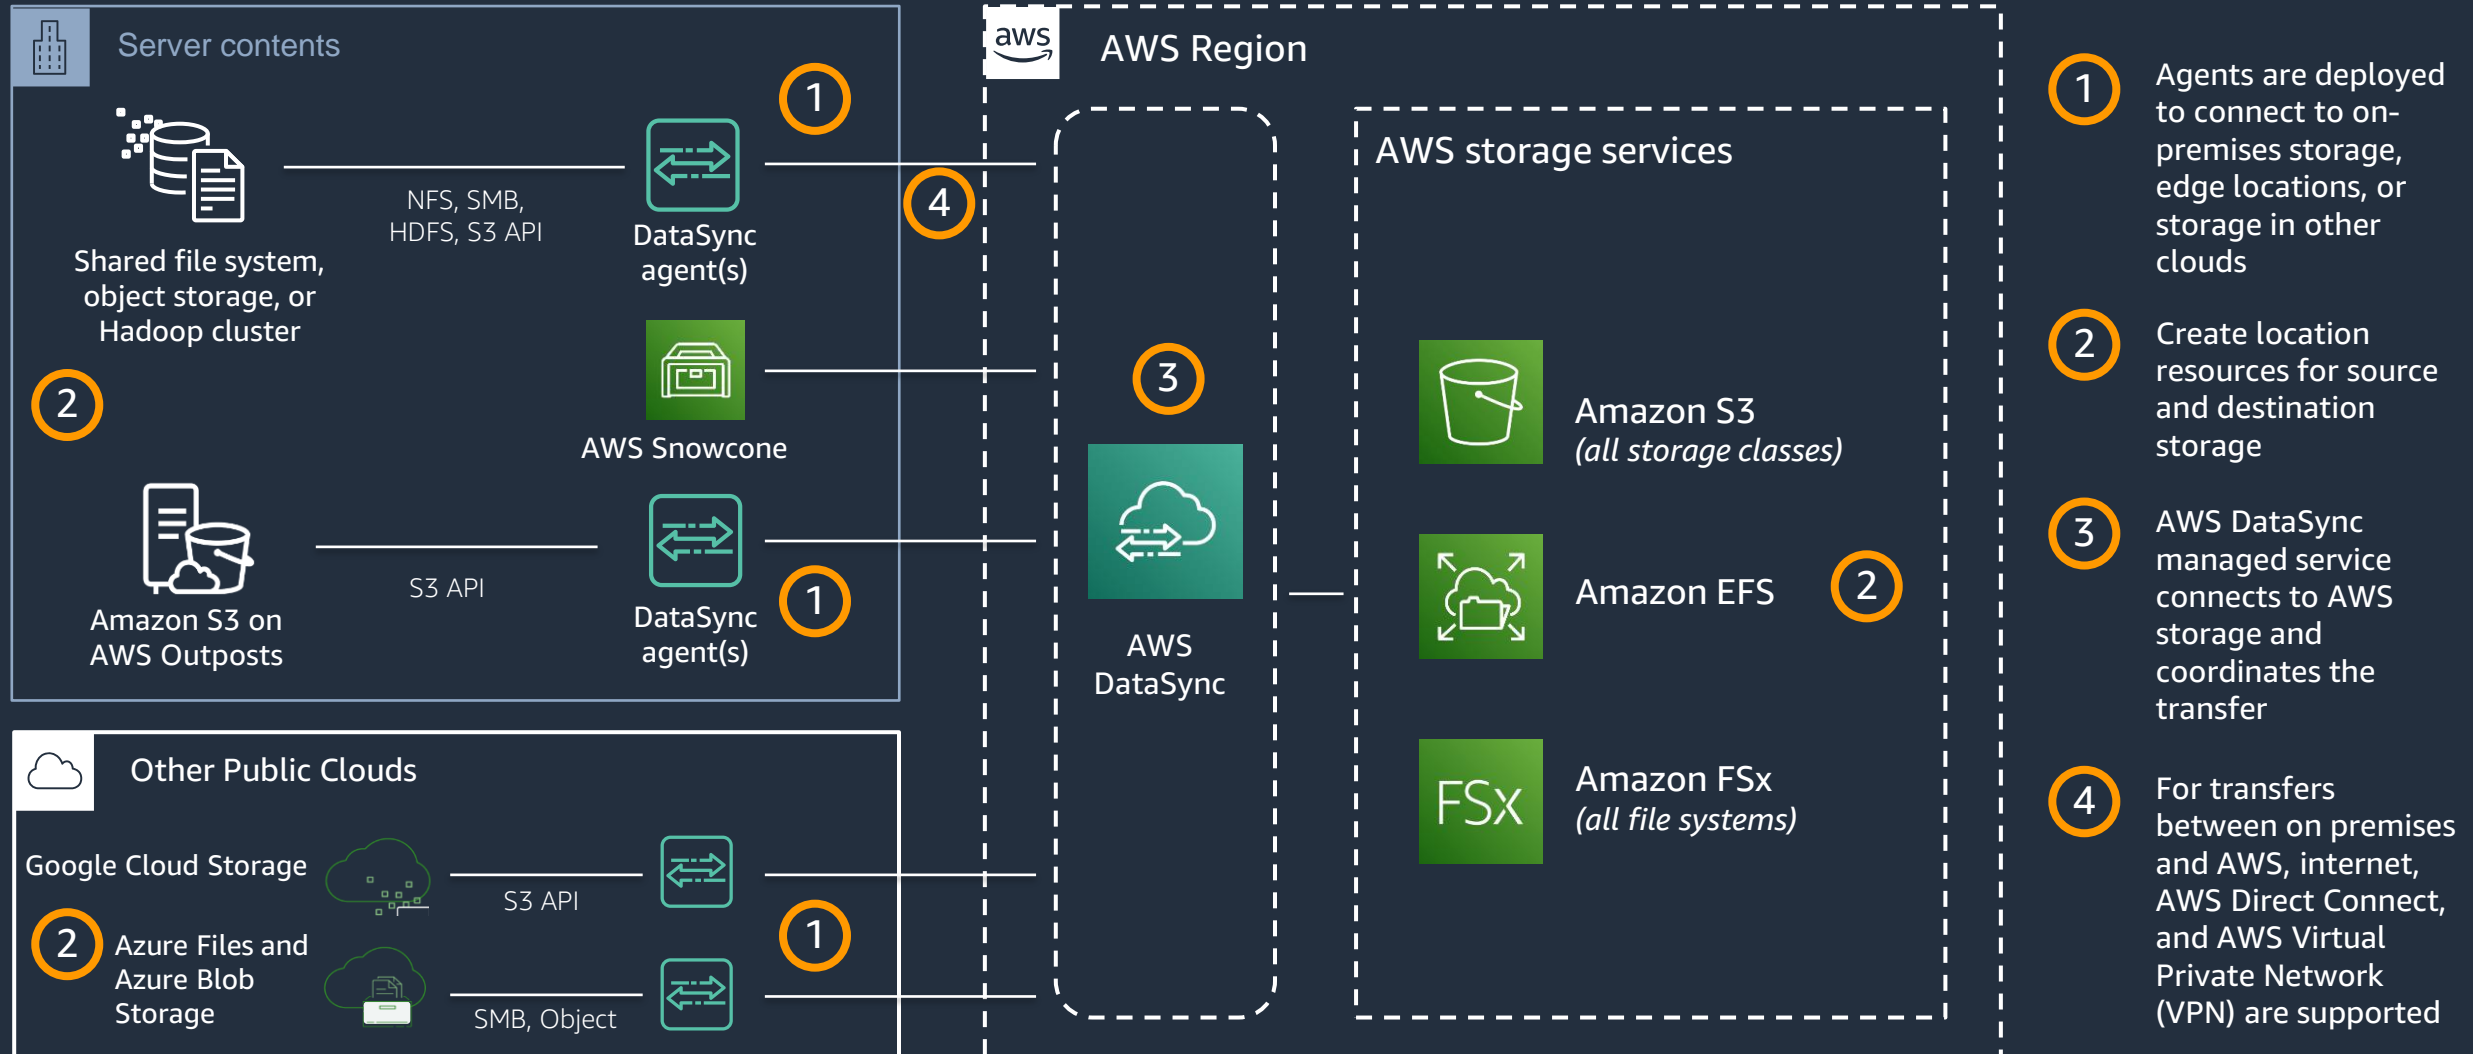 Server contents
1
NFS, SMB,
HDFS, S3 API
Shared file system,
object storage, or
Hadoop cluster
DataSync
agent(s)
4
2
AWS Snowcone
S3 API
Amazon S3 on
AWS Outposts
DataSync
agent(s)
1
Other Public Clouds
Google Cloud Storage
S3 API
2
Azure Files and
Azure Blob
Storage
SMB, Object
1
aws
AWS Region
3
AWS
DataSync
AWS storage services
Amazon S3
(all storage classes)
Amazon EFS
2
FSx
Amazon FSx
(all file systems)
1
Agents are deployed
to connect to on-
premises storage,
edge locations, or
storage in other
clouds
2
Create location
resources for source
and destination
storage
3
AWS DataSync
managed service
connects to AWS
storage and
coordinates the
transfer
4
For transfers
between on premises
and AWS, internet,
AWS Direct Connect,
and AWS Virtual
Private Network
(VPN) are supported